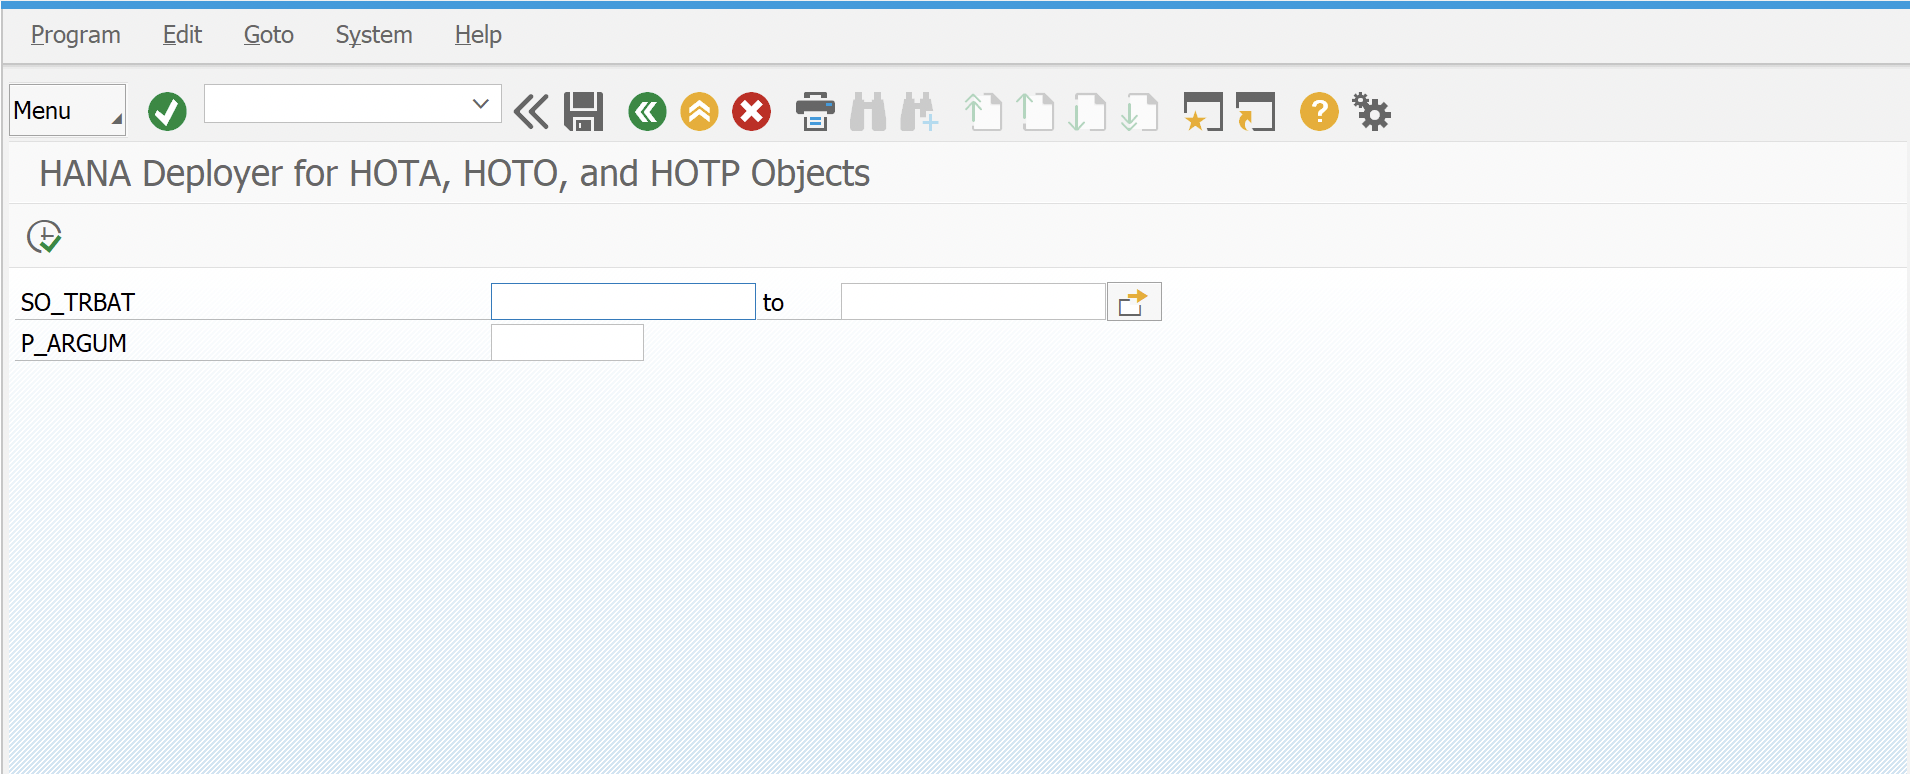 Program Edit Goto System Help
Menu
HANA Deployer for HOTA, HOTO, and HOTP Objects
SO_TRBAT to
P_ARGUM